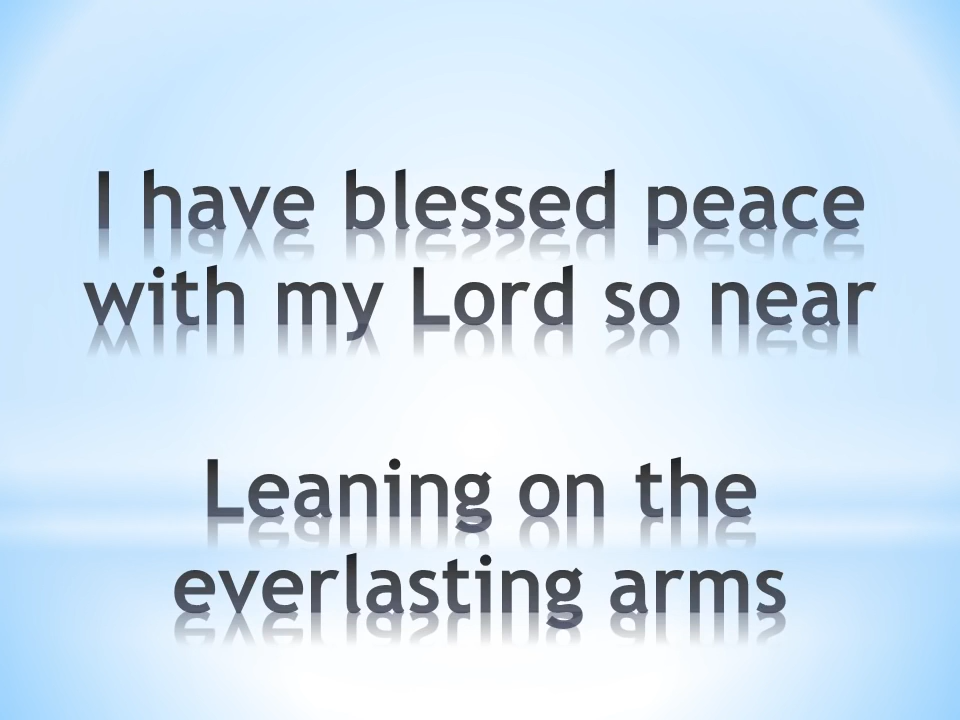 I have blessed peace
with my Lord so near
Leaning on the
everlasting arms